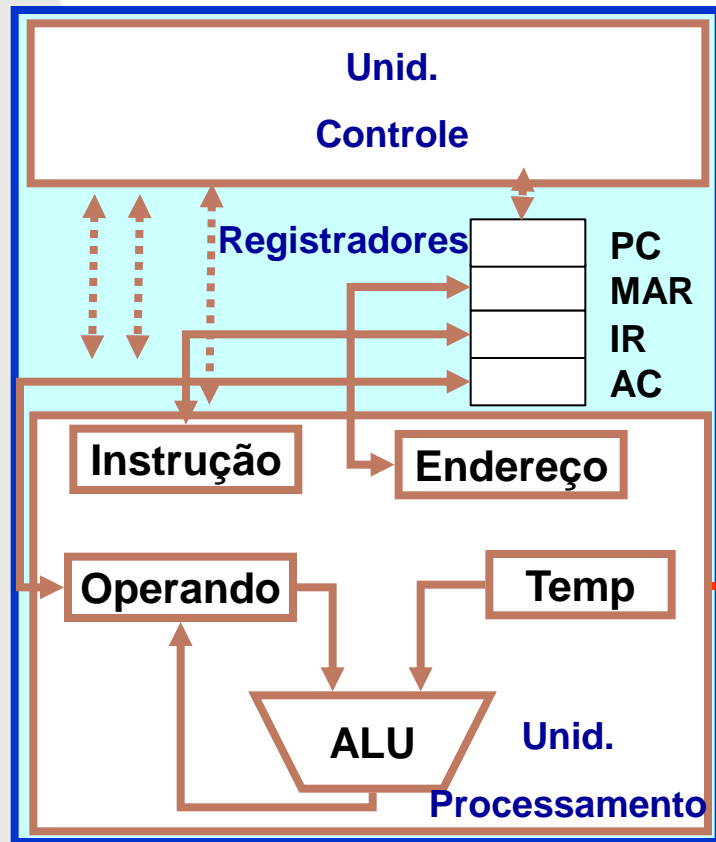 Unid.
Controle
Registradores
PC
MAR
IR
AC
Instrução
Endereço
Operando
Temp
ALU
Unid.
Processamento